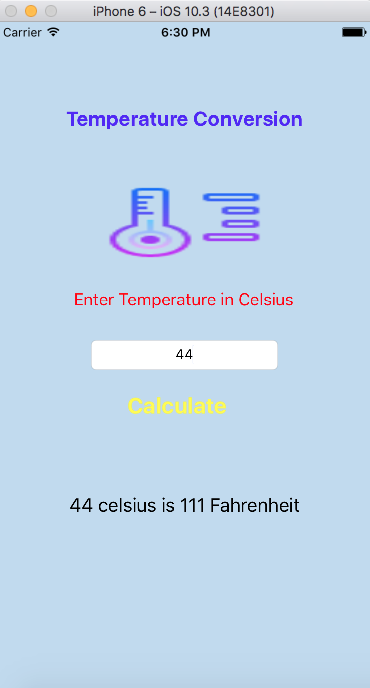 iPhone 6 – iOS 10.3 (14E8301)
Carrier 6:30 PM
Temperature Conversion
Enter Temperature in Celsius
44
Calculate
44 celsius is 111 Fahrenheit